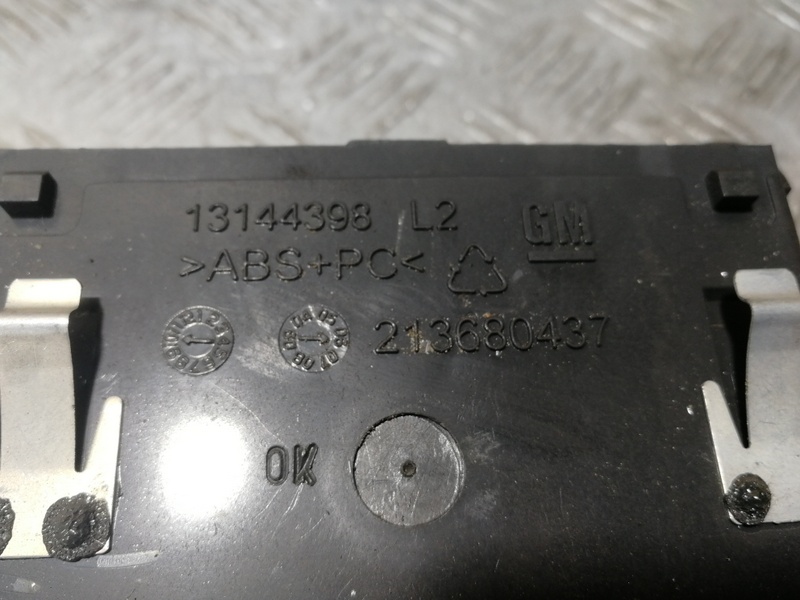 13144398 L2 GM
>ABS+PC<
213680437
OK